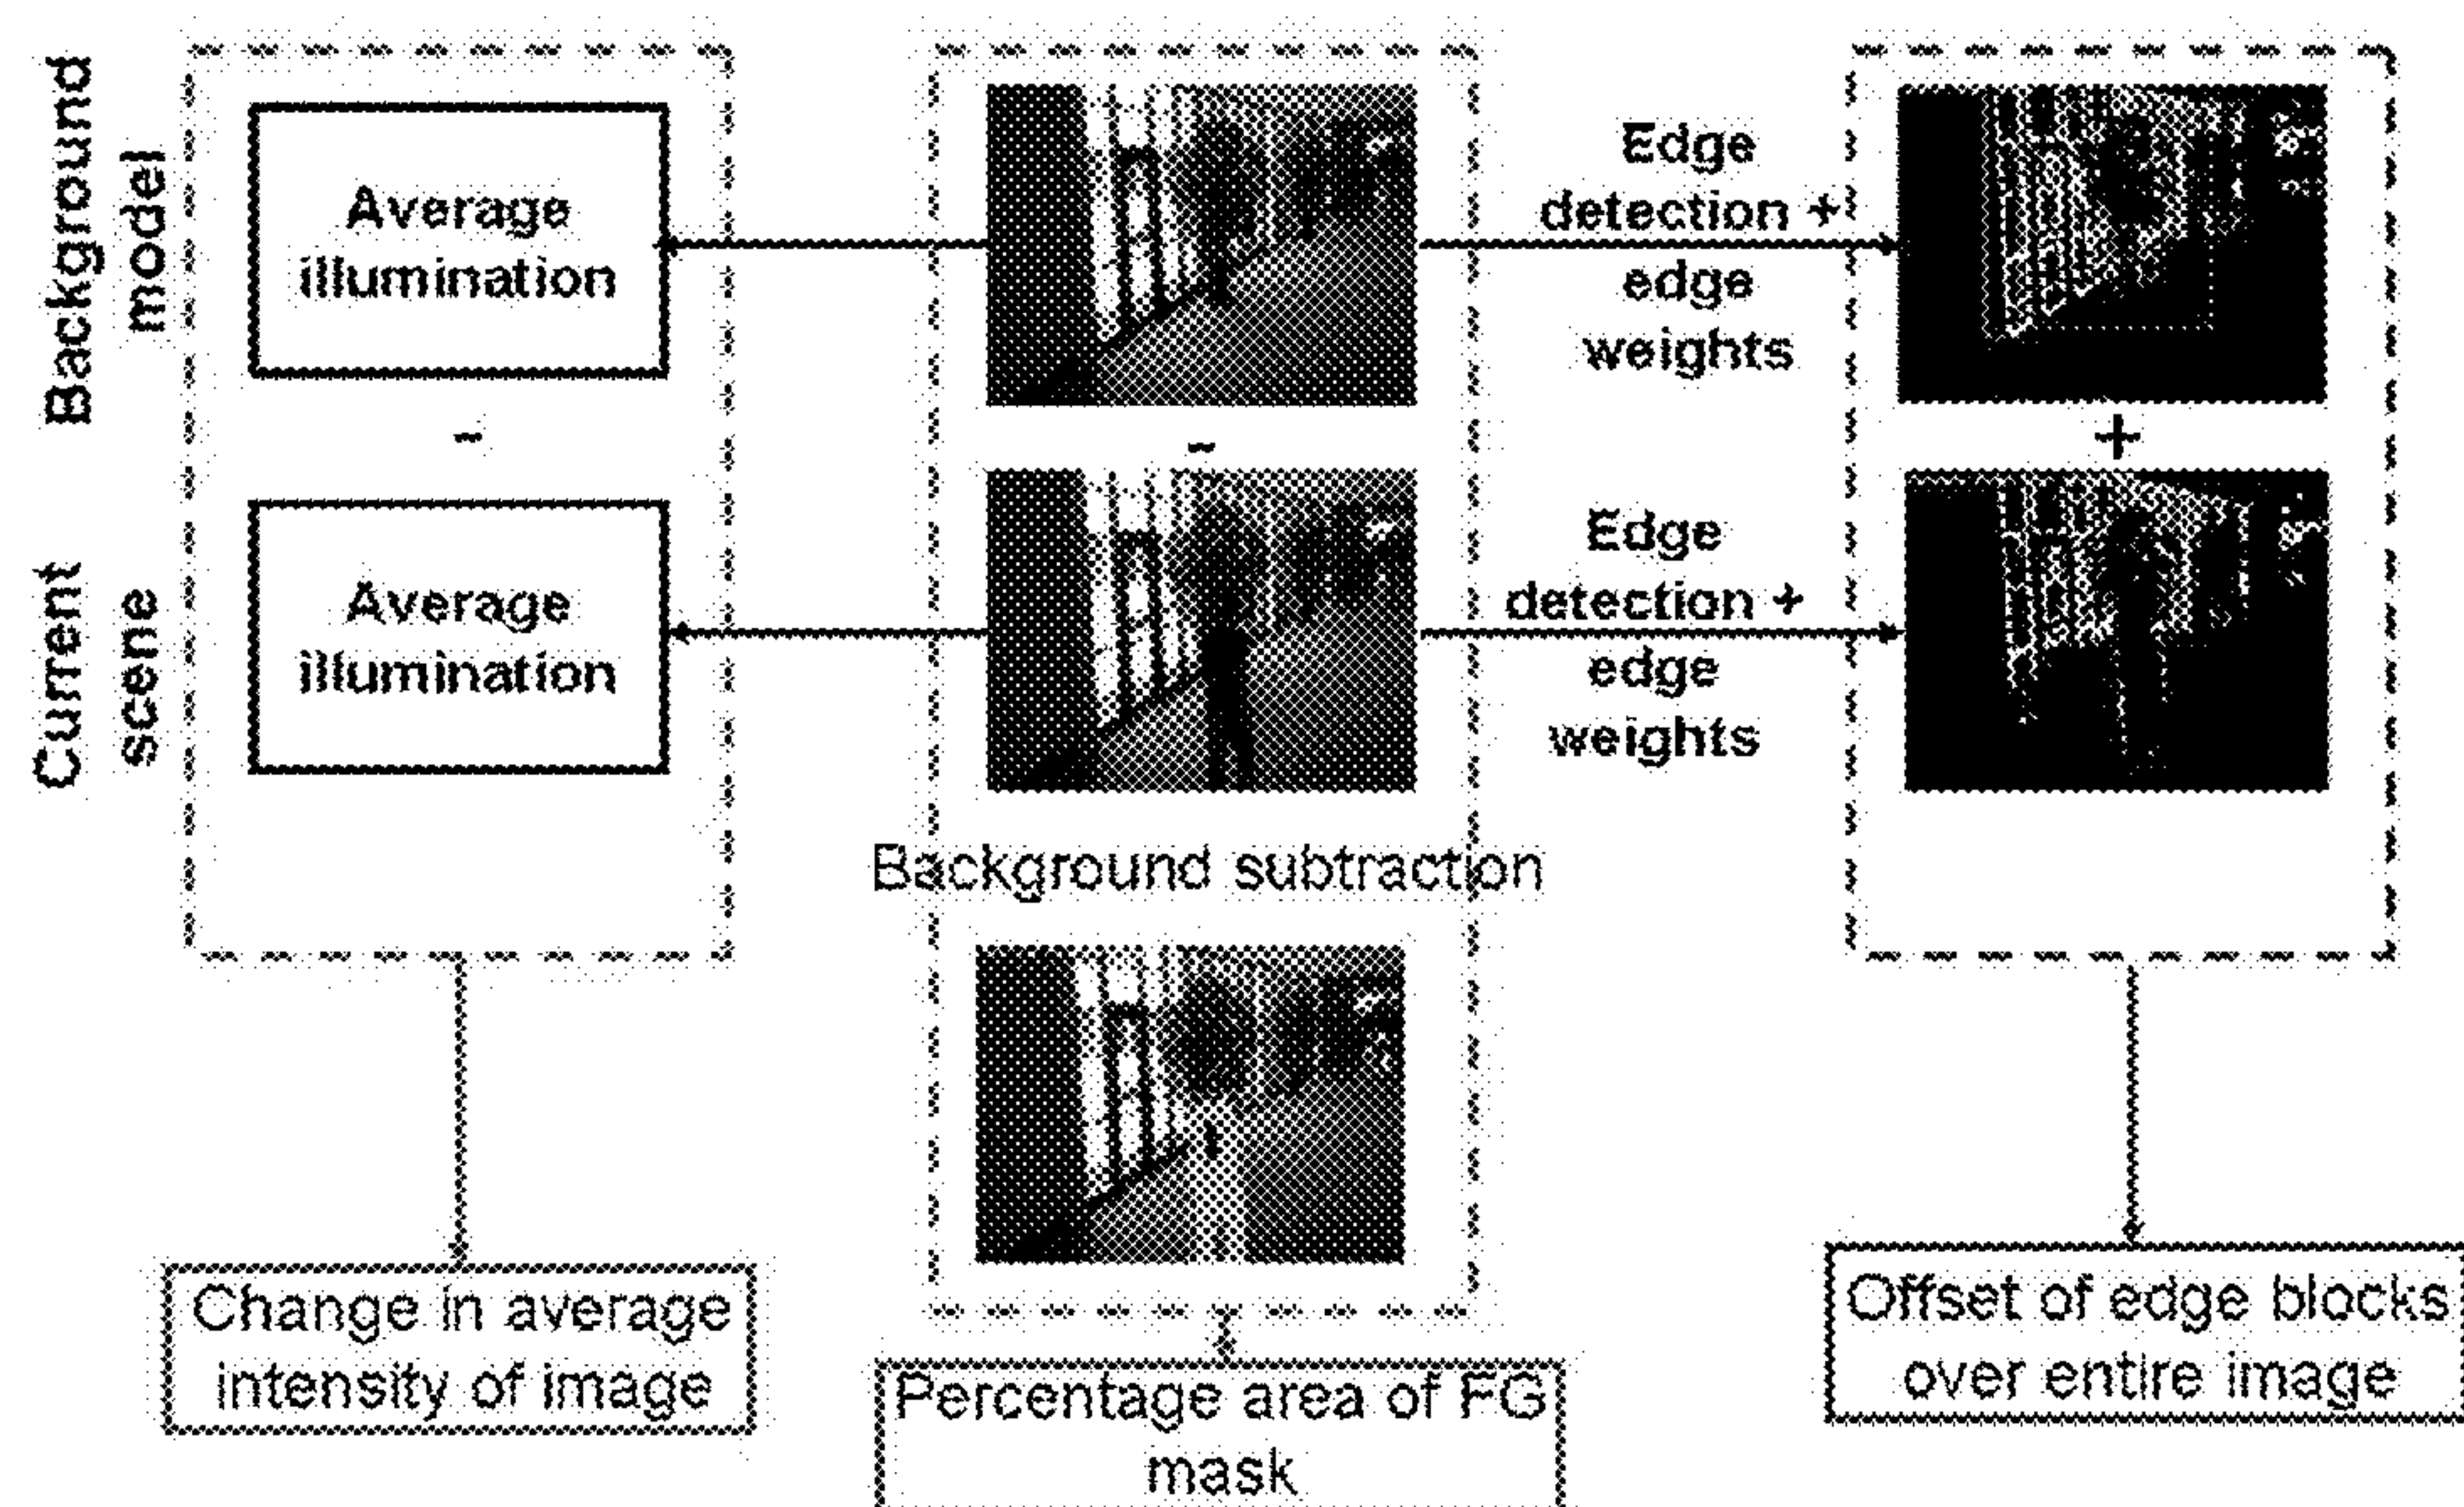 Background
model
Average
illumination
-
Edge
detection +
edge
weights
-
+
Current
scene
Average
illumination
Edge
detection +
edge
weights
Background subtraction
Change in average
intensity of image
Percentage area of FG
mask
Offset of edge blocks
over entire image